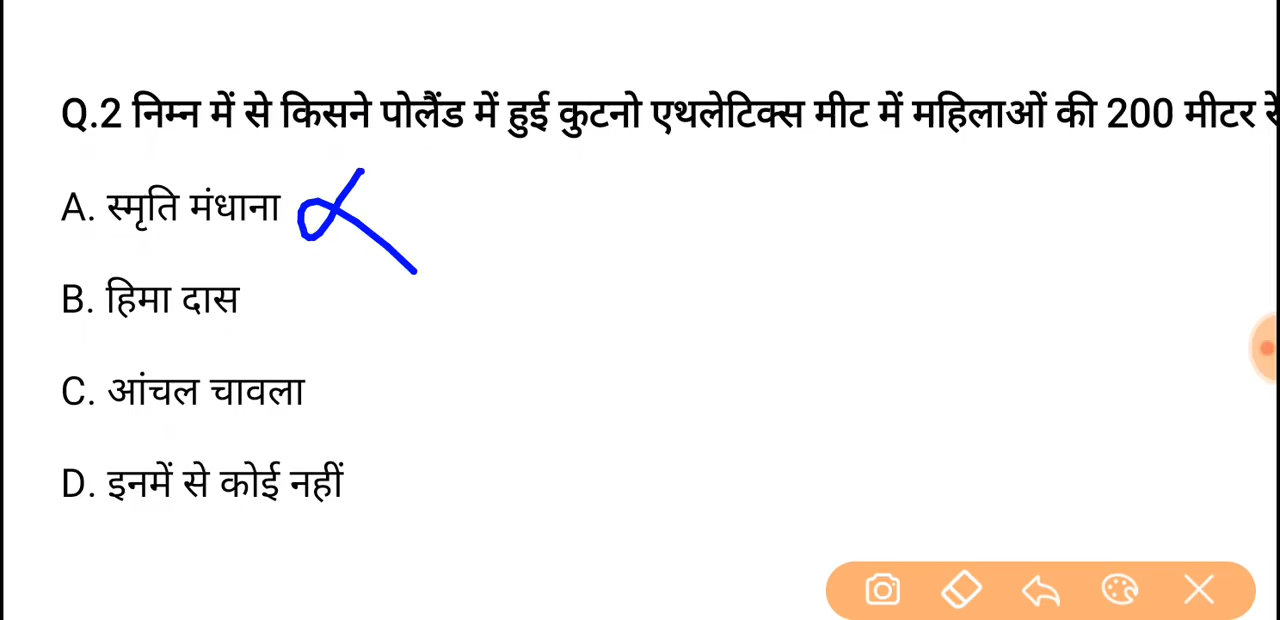 Q.2 निम्न में से किसने पोलैंड में हुई कुटनो एथलेटिक्स मीट में महिलाओं की 200 मीटर
A. स्मृति मंधाना
B. हिमा दास
C. आंचल चावला
D. इनमें से कोई नहीं